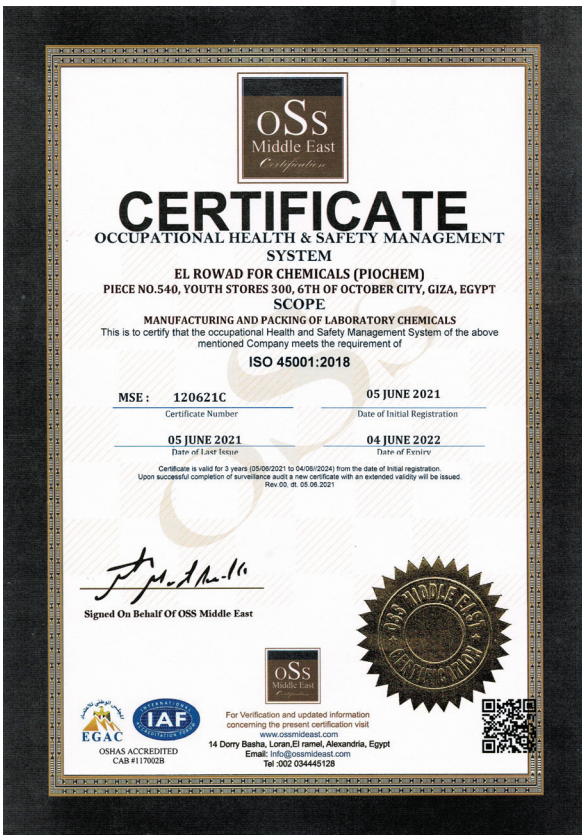 oSs
Middle East
Certification
CERTIFICATE
OCCUPATIONAL HEALTH & SAFETY MANAGEMENT
SYSTEM
EL ROWAD FOR CHEMICALS (PIOCHEM)
PIECE NO.540, YOUTH STORES 300, 6TH OF OCTOBER CITY, GIZA, EGYPT
SCOPE
MANUFACTURING AND PACKING OF LABORATORY CHEMICALS
This is to certify that the occupational Health and Safety Management System of the above
mentioned Company meets the requirement of
ISO 45001:2018
MSE : 120621C
Certificate Number
05 JUNE 2021
Date of Initial Registration
05 JUNE 2021
Date of Last Issue
04 JUNE 2022
Date of Expiry
Certificate is valid for 3 years (05/06/2021 to 04/06//2024) from the date of Initial registration.
Upon successful completion of surveillance audit a new certificate with an extended validity will be issued.
Rev.00, dt. 05.06.2021
Signed On Behalf Of OSS Middle East
OSS MIDDLE EAST
CERTIFICATION
oSs
Middle East
Certification
EGAC
INTERNATIONAL
IAF
ACCREDITATION FORUM
OSHAS ACCREDITED
CAB #117002B
For Verification and updated information
concerning the present certification visit
www.ossmideast.com
14 Dorry Basha, Loran,El ramel, Alexandria, Egypt
Email: Info@ossmideast.com
Tel :002 034445128